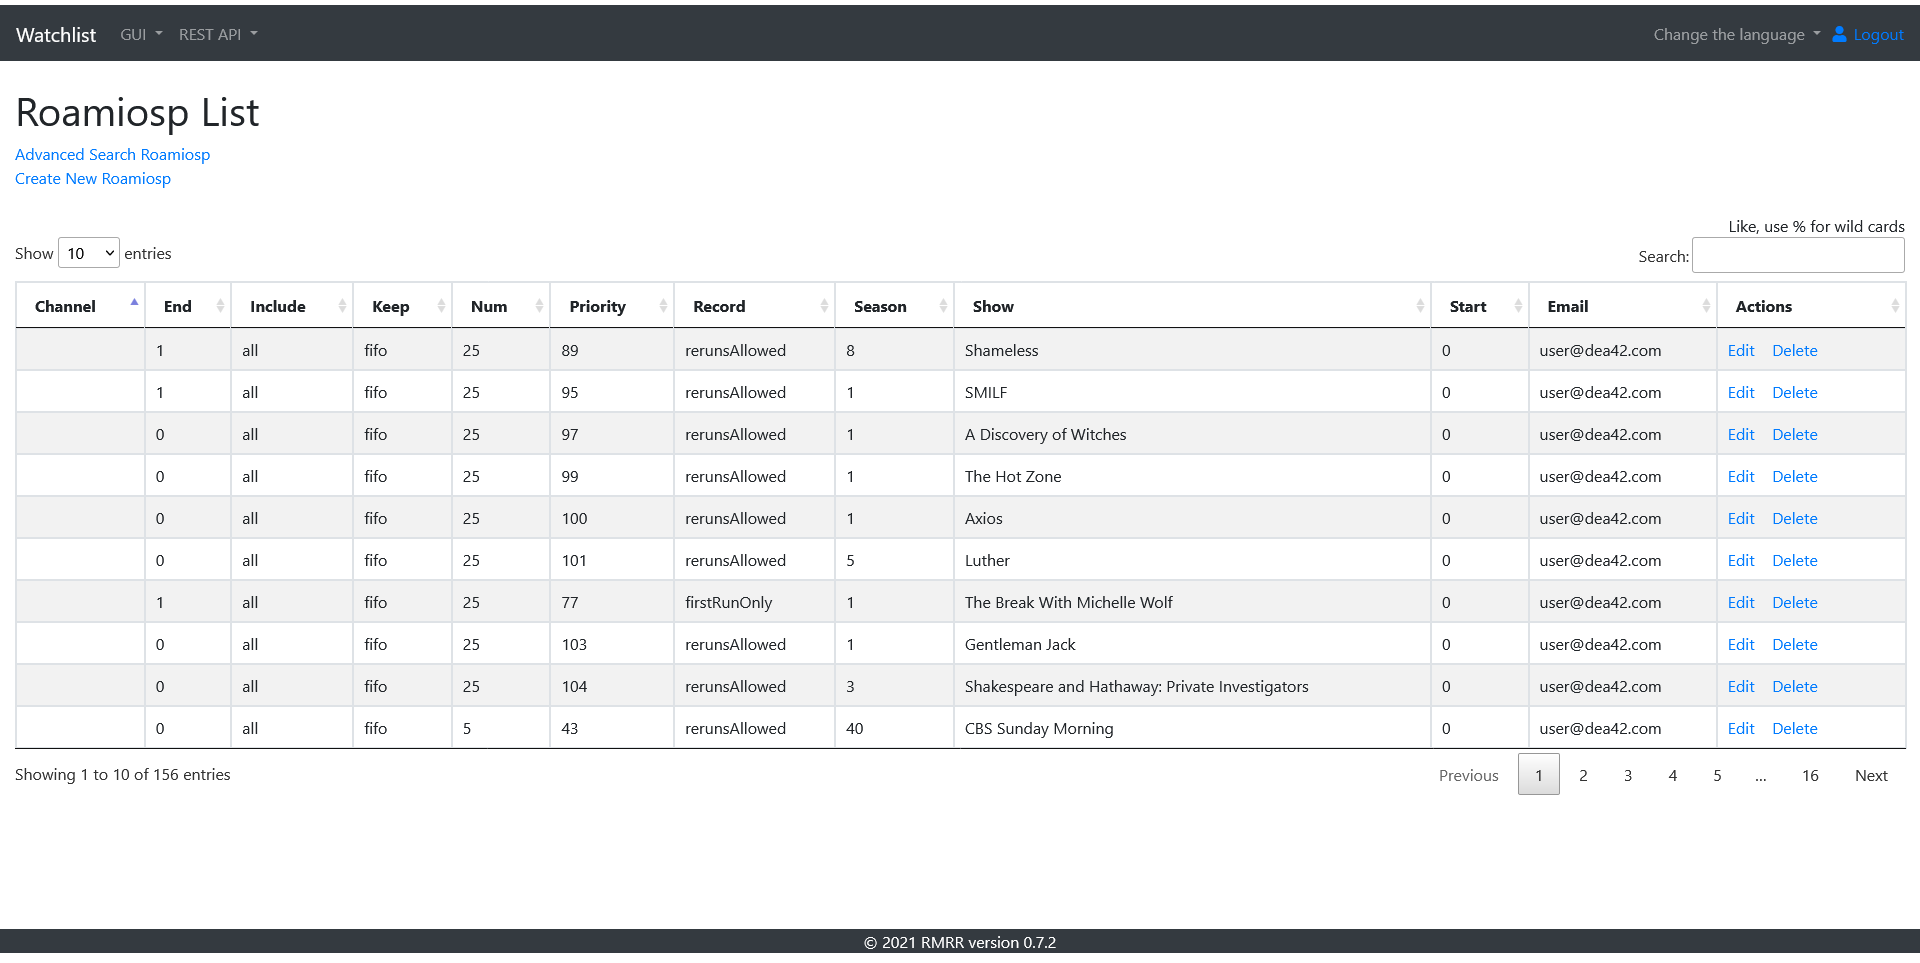 Watchlist GUI REST API Change the language Logout
Roamiosp List
Advanced Search Roamiosp
Create New Roamiosp
Like, use % for wild cards
Show 10 entries Search:
Channel End Include Keep Num Priority Record Season Show Start Email Actions
1 all fifo 25 89 rerunsAllowed 8 Shameless 0 user@dea42.com Edit Delete
1 all fifo 25 95 rerunsAllowed 1 SMILF 0 user@dea42.com Edit Delete
0 all fifo 25 97 rerunsAllowed 1 A Discovery of Witches 0 user@dea42.com Edit Delete
0 all fifo 25 99 rerunsAllowed 1 The Hot Zone 0 user@dea42.com Edit Delete
0 all fifo 25 100 rerunsAllowed 1 Axios 0 user@dea42.com Edit Delete
0 all fifo 25 101 rerunsAllowed 5 Luther 0 user@dea42.com Edit Delete
1 all fifo 25 77 firstRunOnly 1 The Break With Michelle Wolf 0 user@dea42.com Edit Delete
0 all fifo 25 103 rerunsAllowed 1 Gentleman Jack 0 user@dea42.com Edit Delete
0 all fifo 25 104 rerunsAllowed 3 Shakespeare and Hathaway: Private Investigators 0 user@dea42.com Edit Delete
0 all fifo 5 43 rerunsAllowed 40 CBS Sunday Morning 0 user@dea42.com Edit Delete
Showing 1 to 10 of 156 entries Previous 1 2 3 4 5 ... 16 Next
© 2021 RMRR version 0.7.2